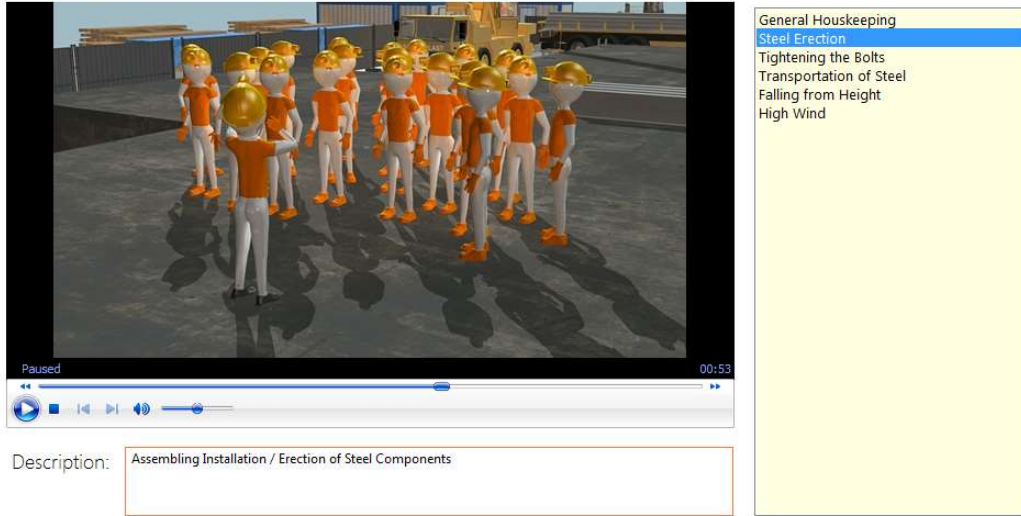 General Houskeeping
Steel Erection
Tightening the Bolts
Transportation of Steel
Falling from Height
High Wind
Paused 00:53
Description: Assembling Installation / Erection of Steel Components